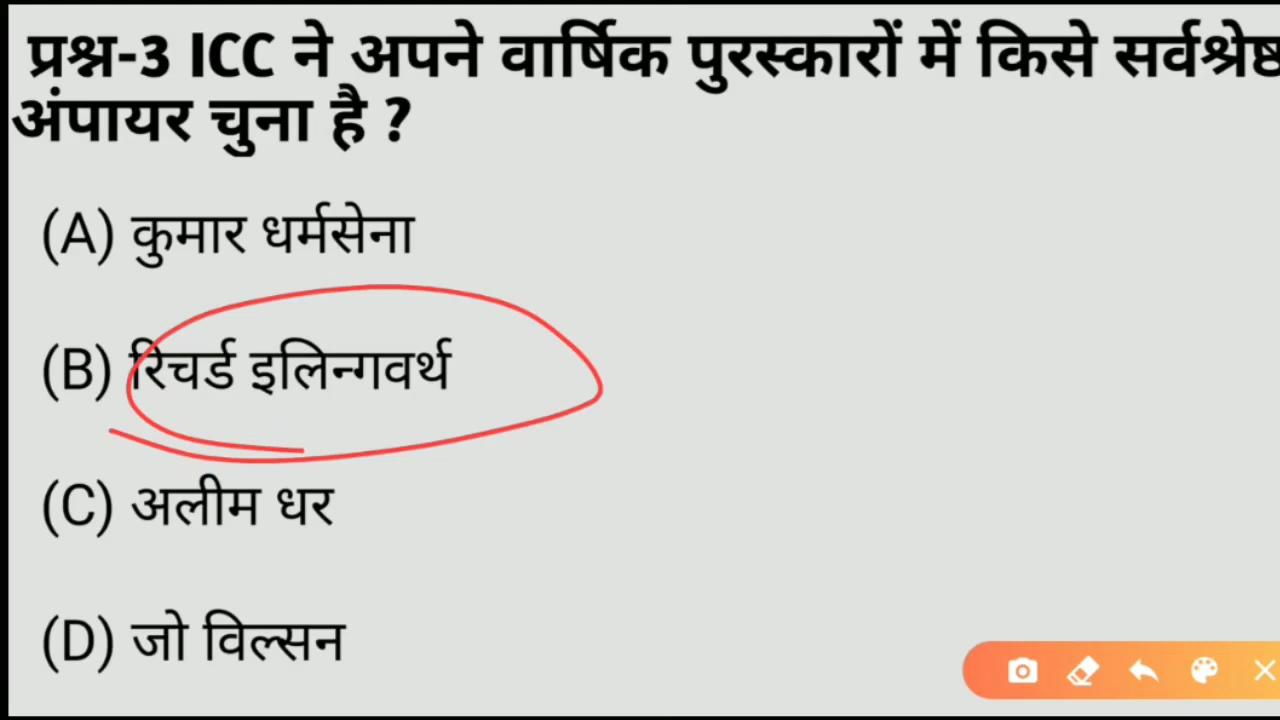 प्रश्न-3 ICC ने अपने वार्षिक पुरस्कारों में किसे सर्वश्रेष्ठ
अंपायर चुना है ?
(A) कुमार धर्मसेना
(B) रिचर्ड इलिन्गवर्थ
(C) अलीम धर
(D) जो विल्सन